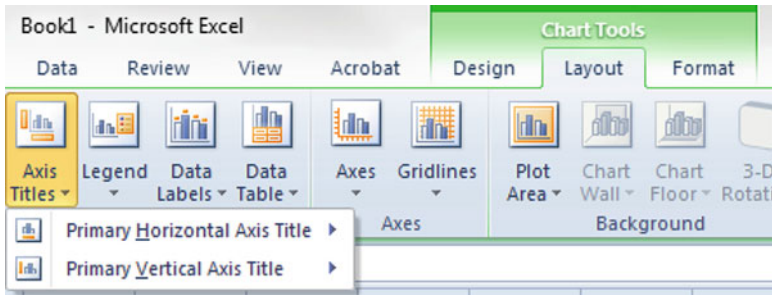 Book1 - Microsoft Excel
Chart Tools
Data Review View Acrobat Design Layout Format
Axis Legend Data Data Axes Gridlines Plot Chart Chart 3-D
Titles Labels Table Area Wall Floor
Axes Background
Primary Horizontal Axis Title
Primary Vertical Axis Title